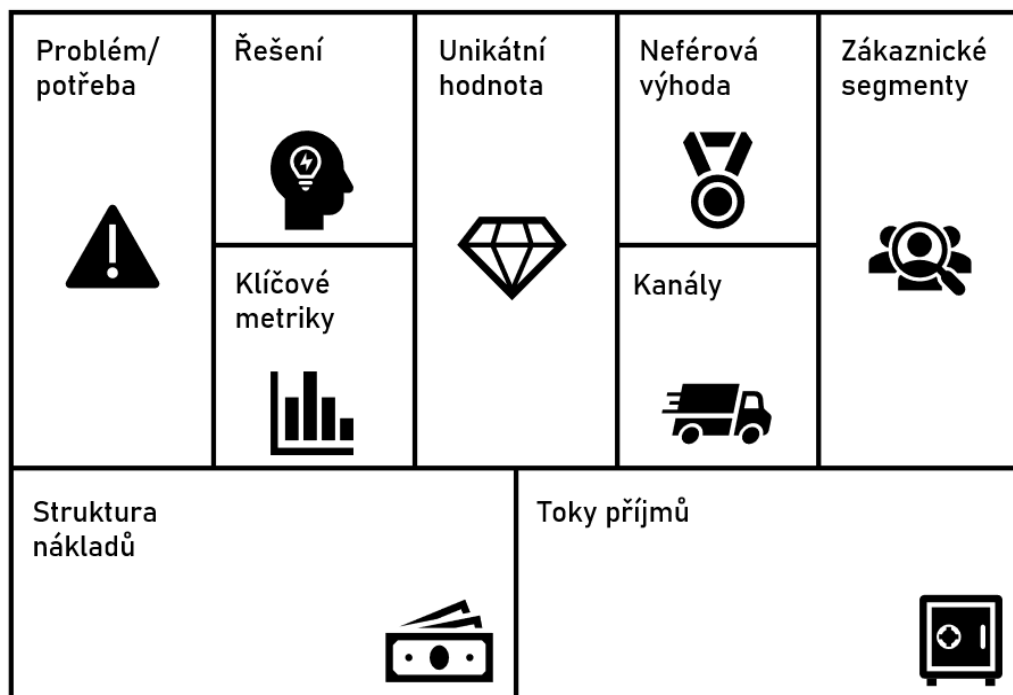 Problém/
potřeba
Řešení
Unikátní
hodnota
Neférová
výhoda
Zákaznické
segmenty
Klíčové
metriky
Kanály
Struktura
nákladů
Toky příjmů